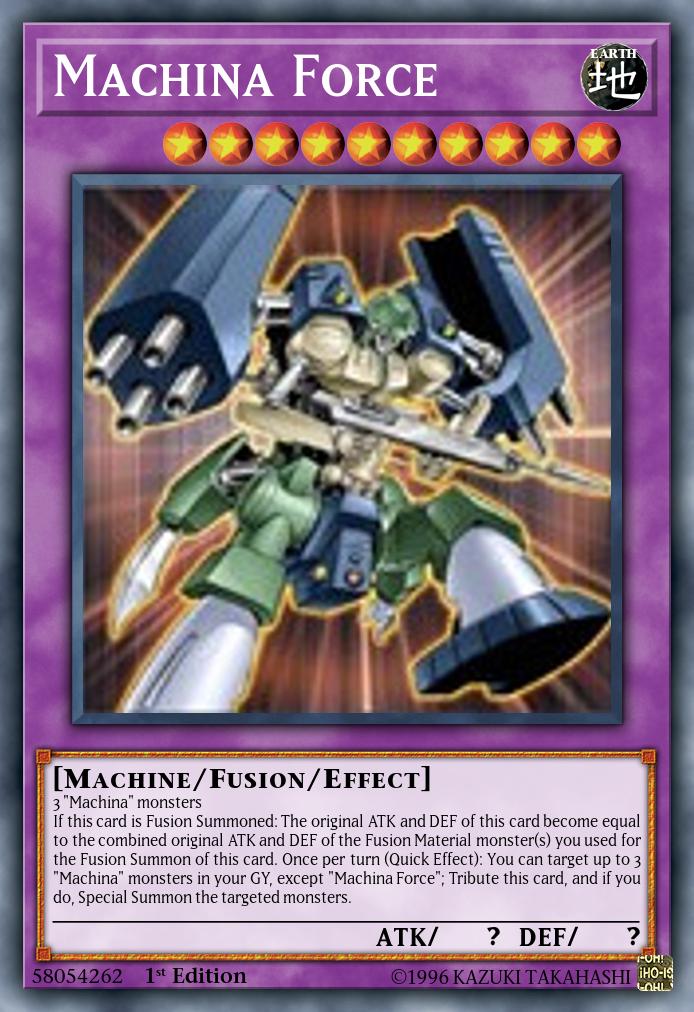 Machina Force
EARTH
地
[Machine/Fusion/Effect]
3 "Machina" monsters
If this card is Fusion Summoned: The original ATK and DEF of this card become equal
to the combined original ATK and DEF of the Fusion Material monster(s) you used for
the Fusion Summon of this card. Once per turn (Quick Effect): You can target up to 3
"Machina" monsters in your GY, except "Machina Force"; Tribute this card, and if you
do, Special Summon the targeted monsters.
ATK/ ? DEF/ ?
58054262 1st Edition ©1996 KAZUKI TAKAHASHI